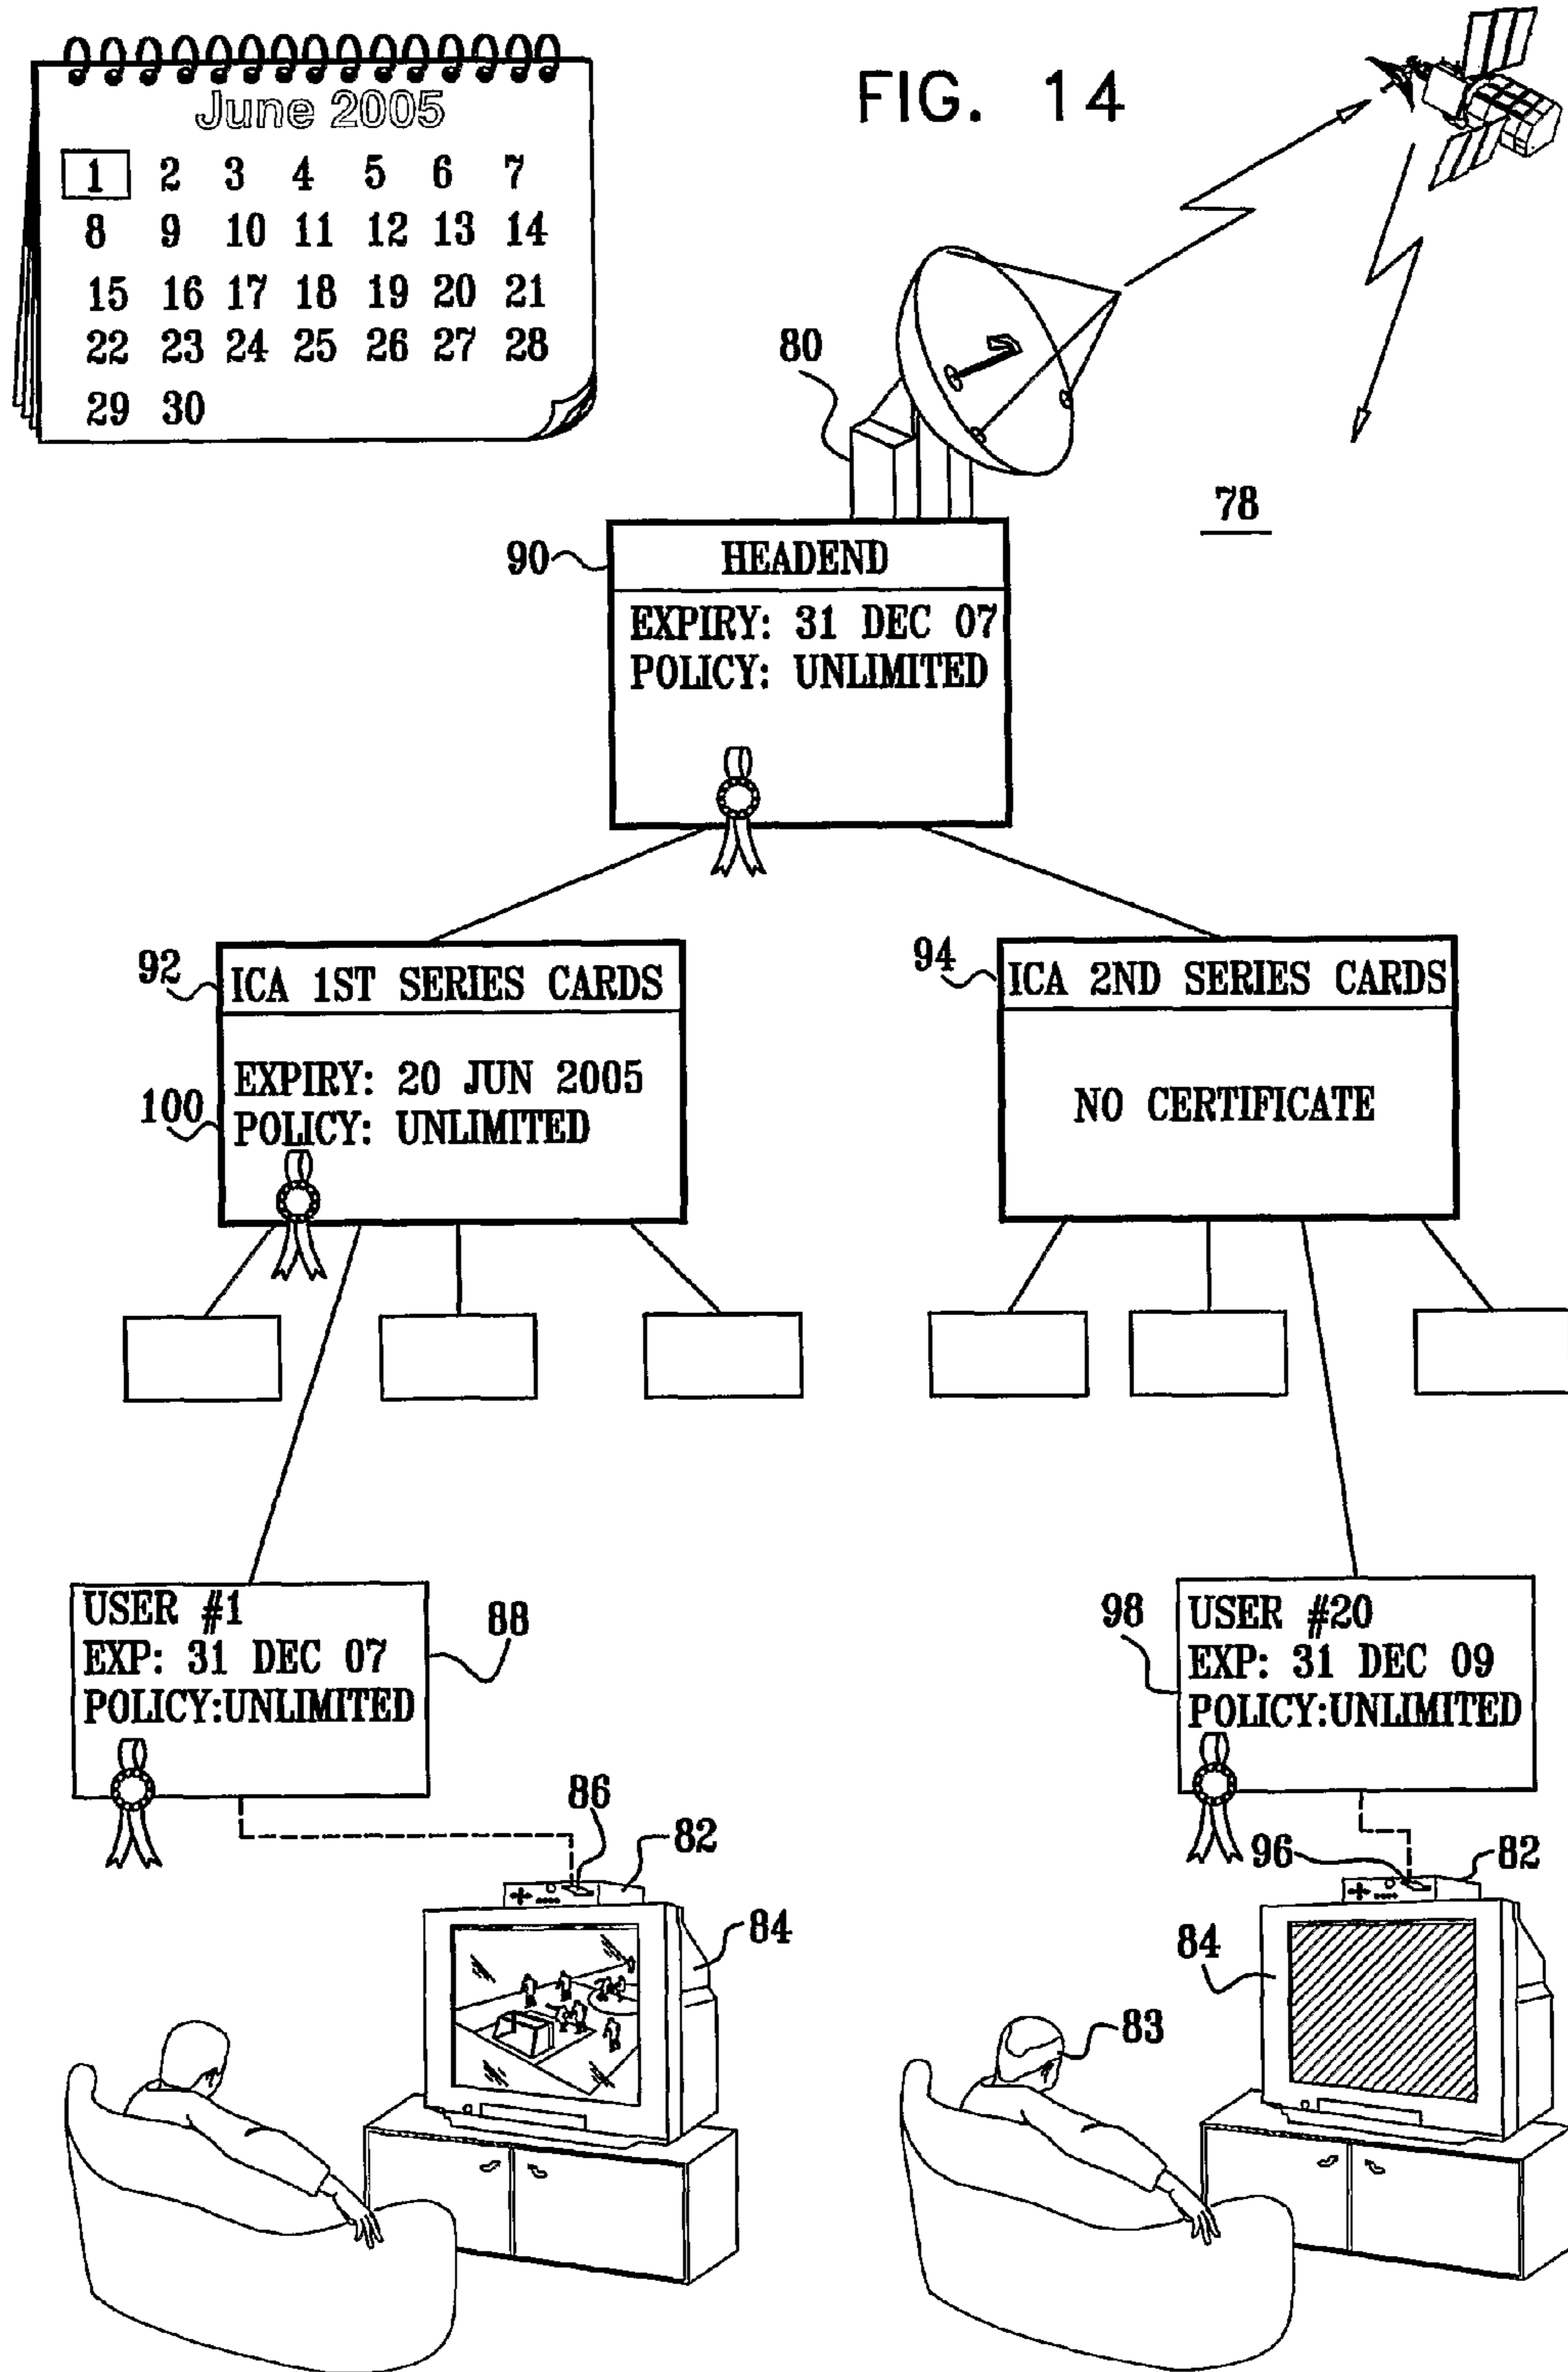 June 2005
1 2 3 4 5 6 7
8 9 10 11 12 13 14
15 16 17 18 19 20 21
22 23 24 25 26 27 28
29 30
FIG. 14
80
78
90
HEADEND
EXPIRY: 31 DEC 07
POLICY: UNLIMITED
92
ICA 1ST SERIES CARDS
100
EXPIRY: 20 JUN 2005
POLICY: UNLIMITED
94
ICA 2ND SERIES CARDS
NO CERTIFICATE
USER #1
EXP: 31 DEC 07
POLICY:UNLIMITED
88
98
USER #20
EXP: 31 DEC 09
POLICY:UNLIMITED
86
82
84
96
82
84
83